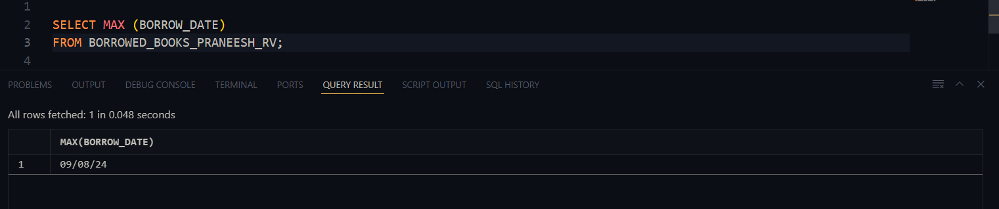 1
2 SELECT MAX (BORROW_DATE)
3 FROM BORROWED_BOOKS_PRANEESH_RV;
4
PROBLEMS OUTPUT DEBUG CONSOLE TERMINAL PORTS QUERY RESULT SCRIPT OUTPUT SQL HISTORY
All rows fetched: 1 in 0.048 seconds
MAX(BORROW_DATE)
1 09/08/24